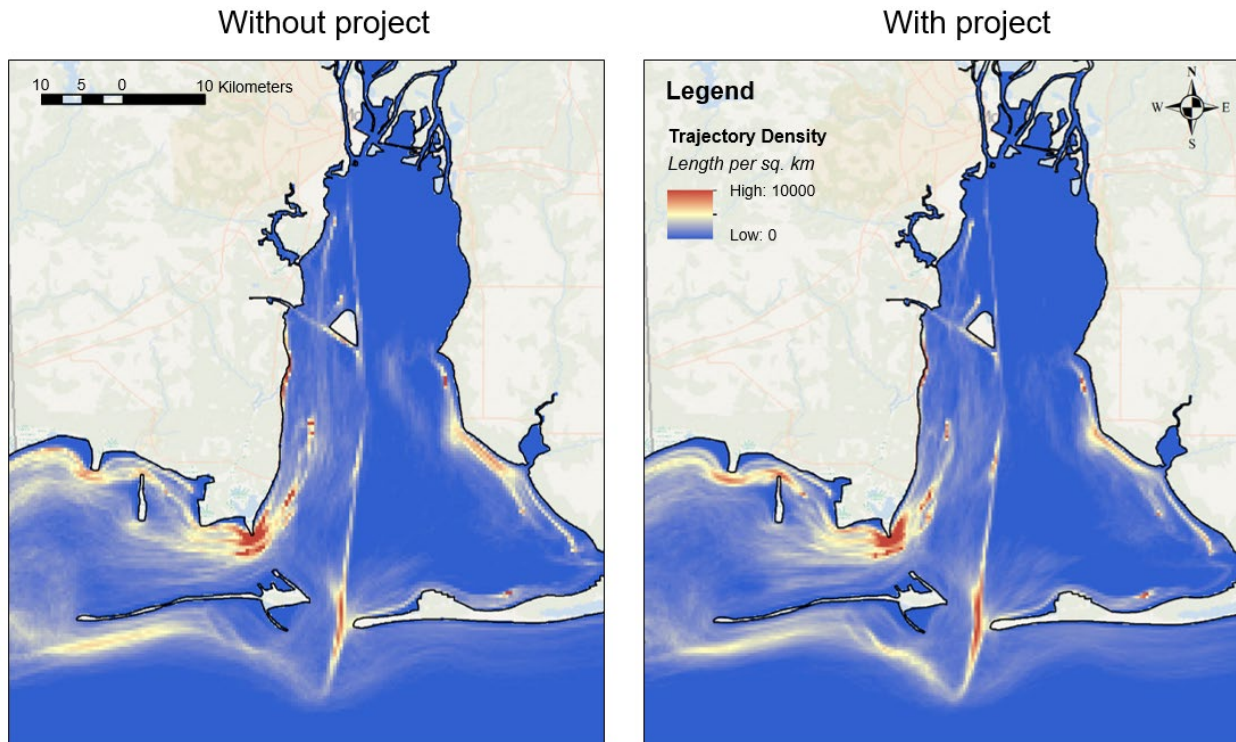 Without project
With project
10 5 0 10 Kilometers
Legend
Trajectory Density
Length per sq. km
High: 10000
Low: 0
N
W E
S